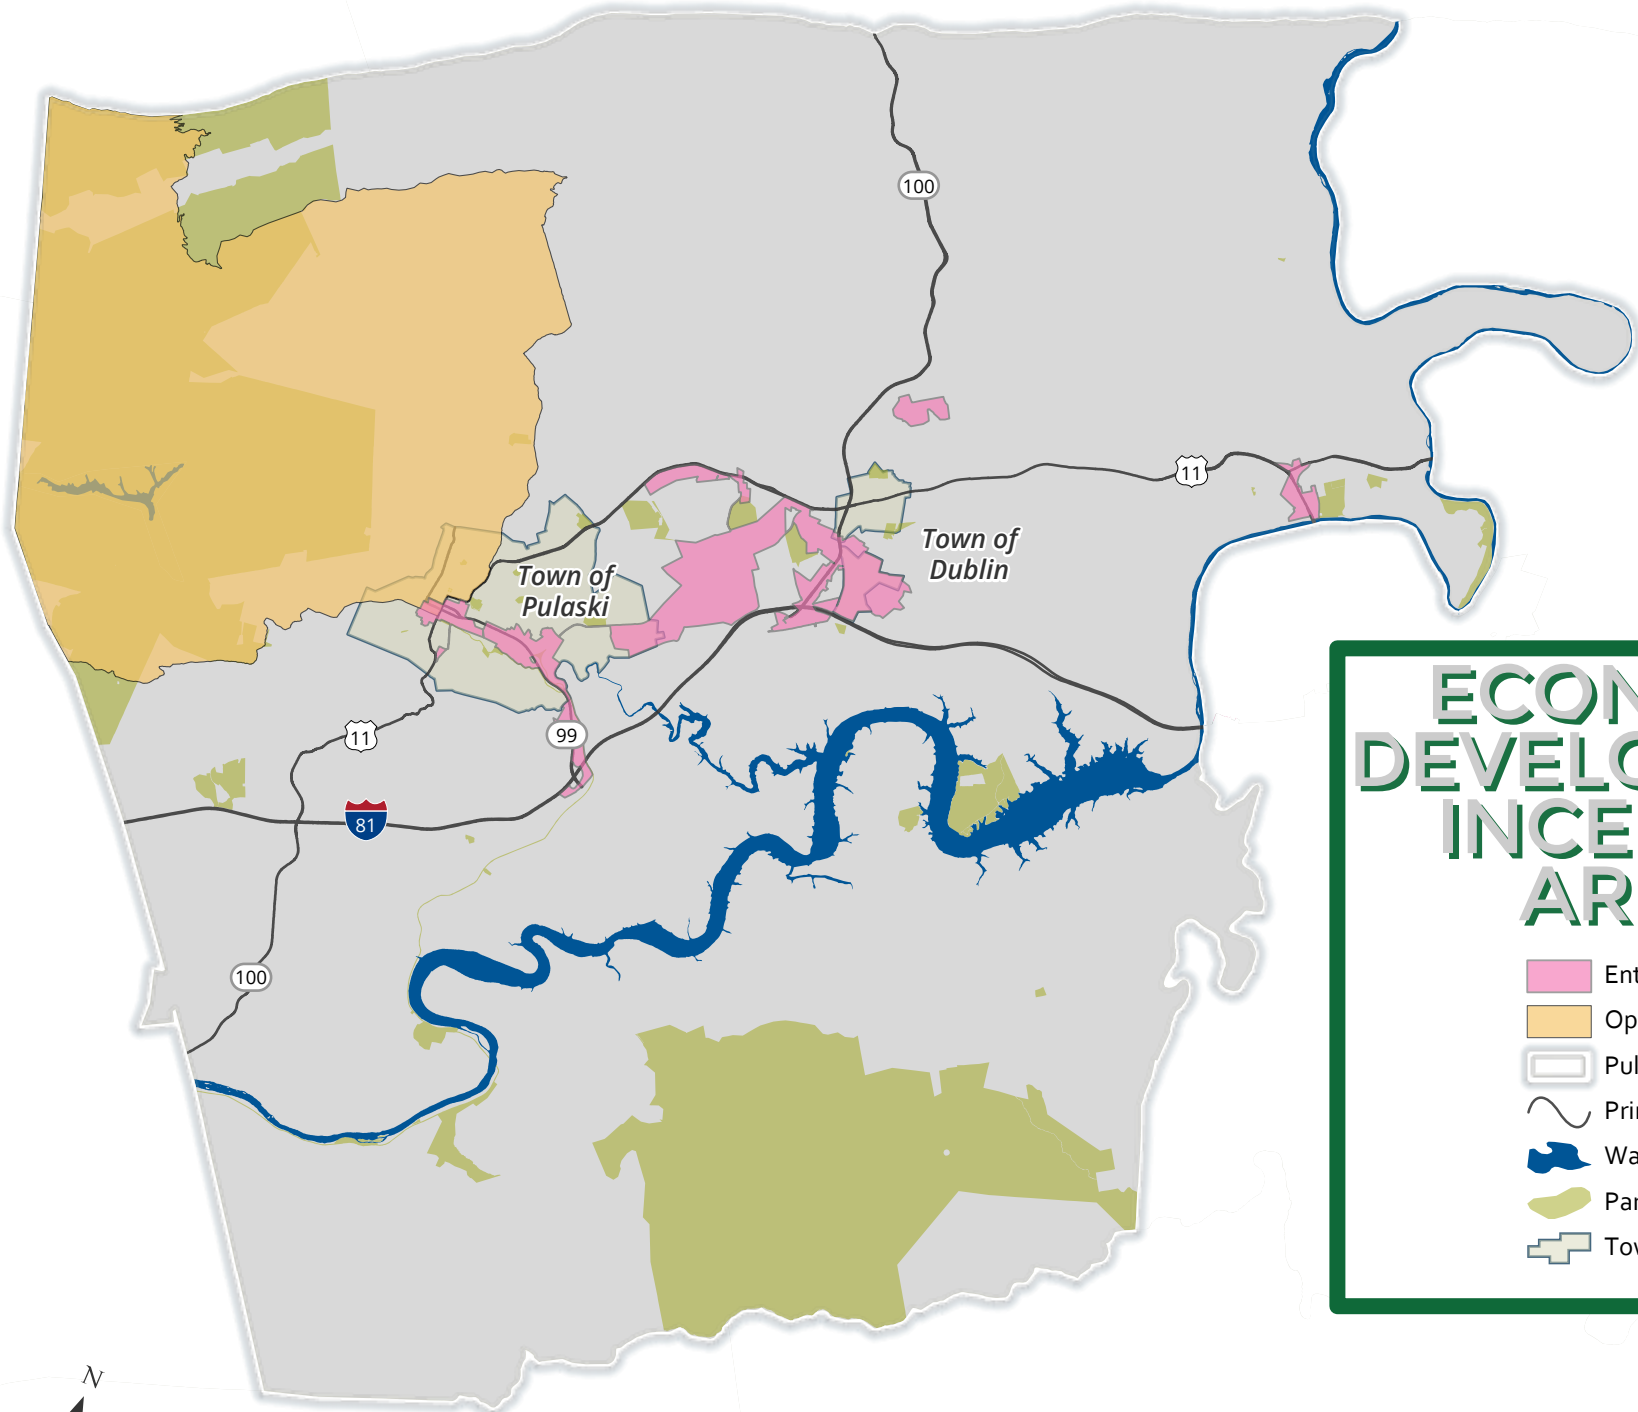 100
11
Town of
Dublin
Town of
Pulaski
11
99
81
100
ECON
DEVELO
INCE
AR
Ent
Op
Pul
Pri
Wa
Par
Tov
N